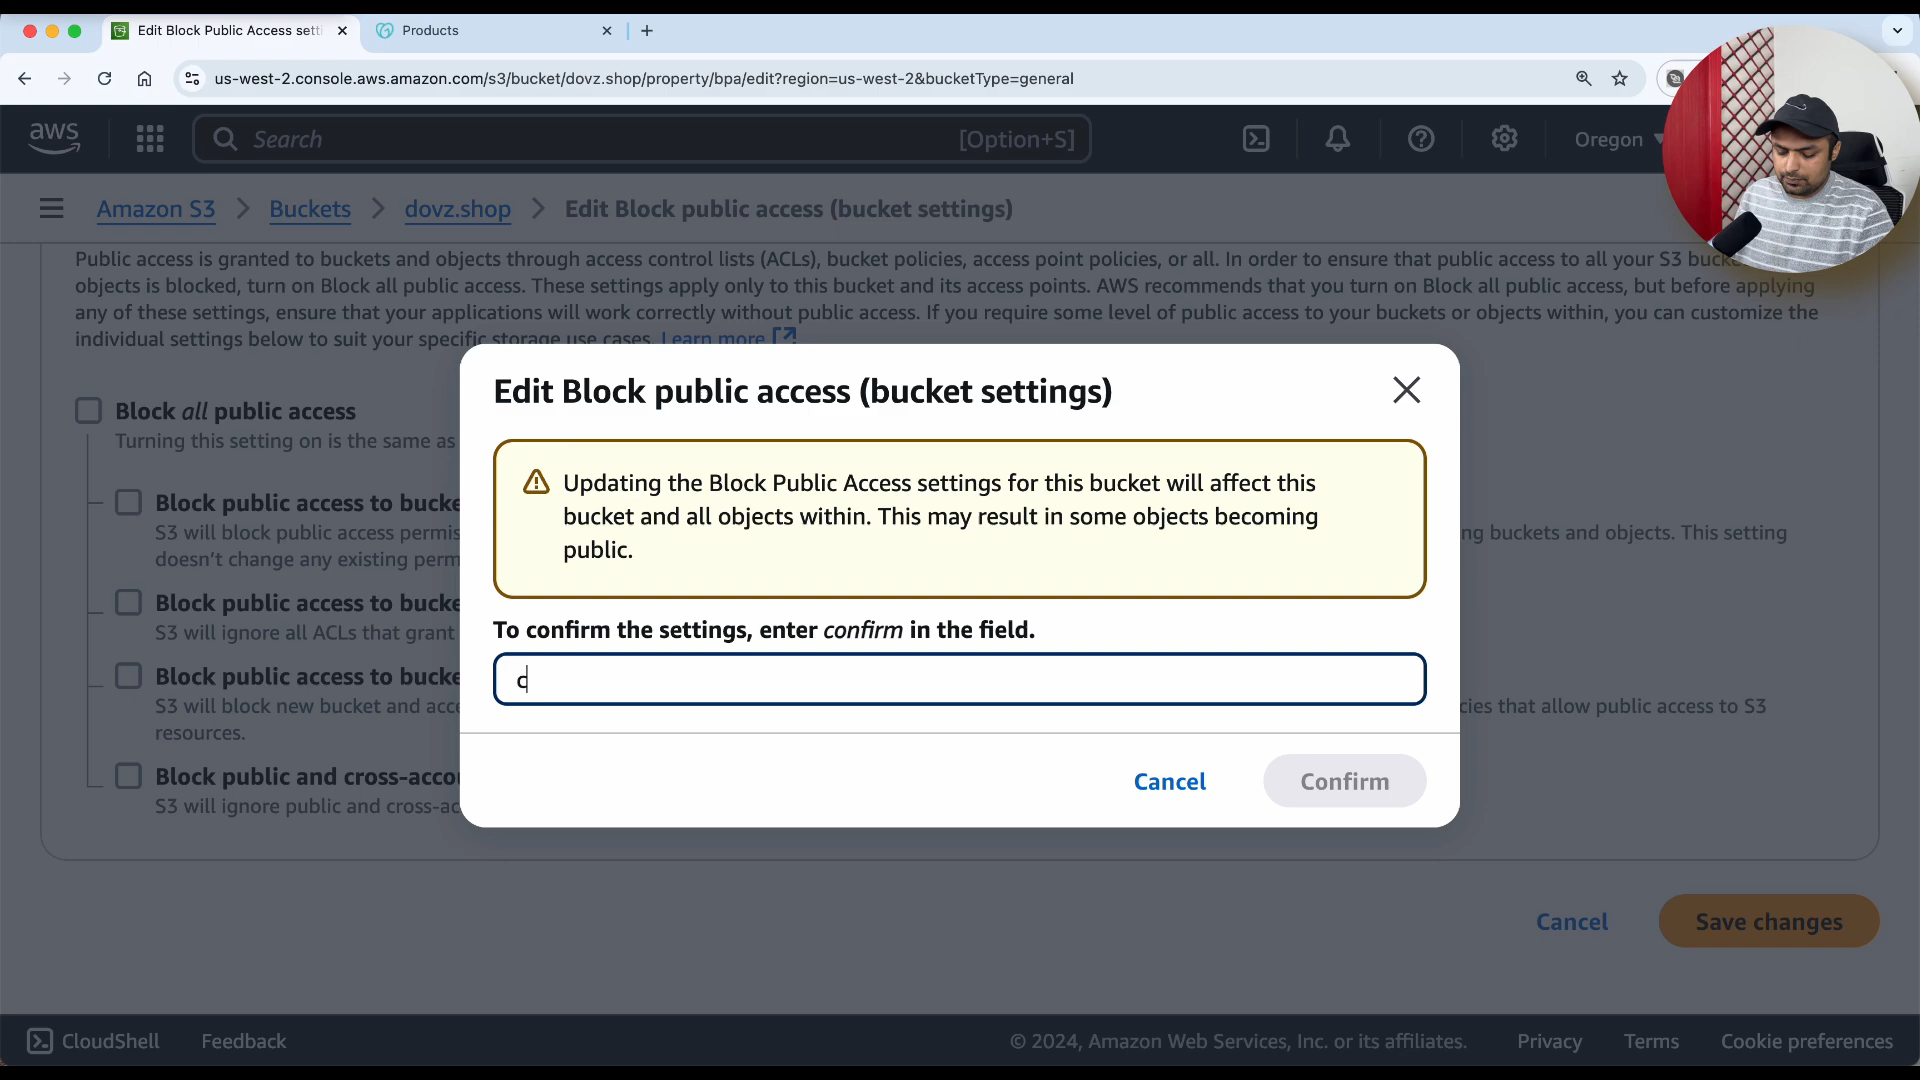 Edit Block Public Access setti
Products
us-west-2.console.aws.amazon.com/s3/bucket/dovz.shop/property/bpa/edit?region=us-west-2&bucketType=general
aws
Search
[Option+S]
Oregon
Amazon S3
Buckets
dovz.shop
Edit Block public access (bucket settings)
Public access is granted to buckets and objects through access control lists (ACLs), bucket policies, access point policies, or all. In order to ensure that public access to all your S3
objects is blocked, turn on Block all public access. These settings apply only to this bucket and its access points. AWS recommends that you turn on Block all public access, but before applying
any of these settings, ensure that your applications will work correctly without public access. If you require some level of public access to your buckets or objects within, you can customize the
individual settings below to suit your specific storage use cases. Learn more
Block all public access
Turning this setting on is the same as
Block public access to bucke
S3 will block public access permis
ng buckets and objects. This setting
doesn't change any existing perm
Block public access to bucke
S3 will ignore all ACLs that grant
Block public access to bucke
S3 will block new bucket and acce
cies that allow public access to S3
resources.
Block public and cross-accou
S3 will ignore public and cross-ac
Edit Block public access (bucket settings)
Updating the Block Public Access settings for this bucket will affect this
bucket and all objects within. This may result in some objects becoming
public.
To confirm the settings, enter confirm in the field.
c
Cancel
Confirm
Cancel
Save changes
CloudShell
Feedback
© 2024, Amazon Web Services, Inc. or its affiliates.
Privacy
Terms
Cookie preferences